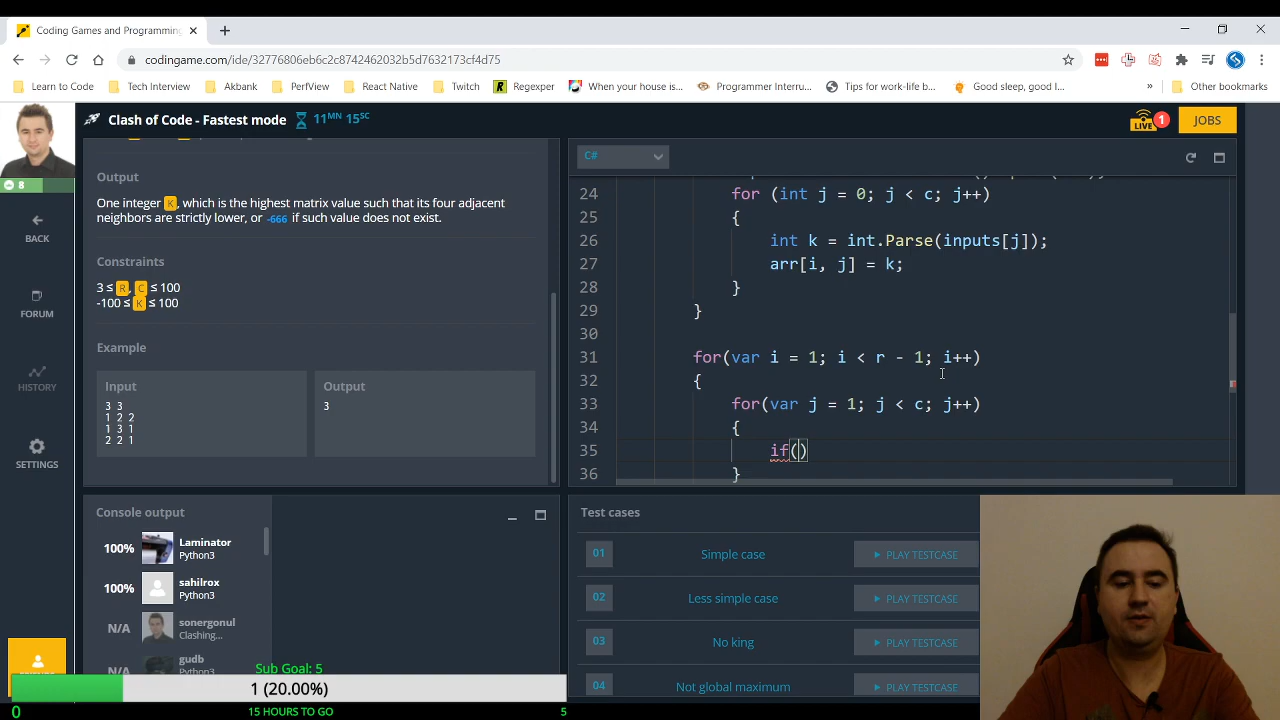 Coding Games and Programming
codingame.com/ide/32776806eb6c2c874246203b5d7632173cf4d75
Learn to Code
Tech Interview
Akbank
PerfView
React Native
Twitch
Regexper
When your house is...
Programmer Interru...
Tips for work-life b...
Good sleep, good l...
»
Other bookmarks
Clash of Code - Fastest mode
11MN 15SC
LIVE 1
JOBS
8
BACK
FORUM
HISTORY
SETTINGS
Output
One integer K, which is the highest matrix value such that its four adjacent
neighbors are strictly lower, or -666 if such value does not exist.
Constraints
3 ≤ R, C ≤ 100
-100 ≤ K ≤ 100
Example
Input
3 3
1 2 2
1 3 1
2 2 1
Output
3
C#
24 for (int j = 0; j < c; j++)
25 {
26 int k = int.Parse(inputs[j]);
27 arr[i, j] = k;
28 }
29 }
30
31 for(var i = 1; i < r - 1; i++)
32 {
33 for(var j = 1; j < c; j++)
34 {
35 if()
36 }
Console output
100% Laminator
Python3
100% sahilrox
Python3
N/A sonergonul
Clashing...
N/A gudb
Python3
Test cases
01 Simple case PLAY TESTCASE
02 Less simple case PLAY TESTCASE
03 No king PLAY TESTCASE
04 Not global maximum PLAY TESTCASE
Sub Goal: 5
1 (20.00%)
0
15 HOURS TO GO
5